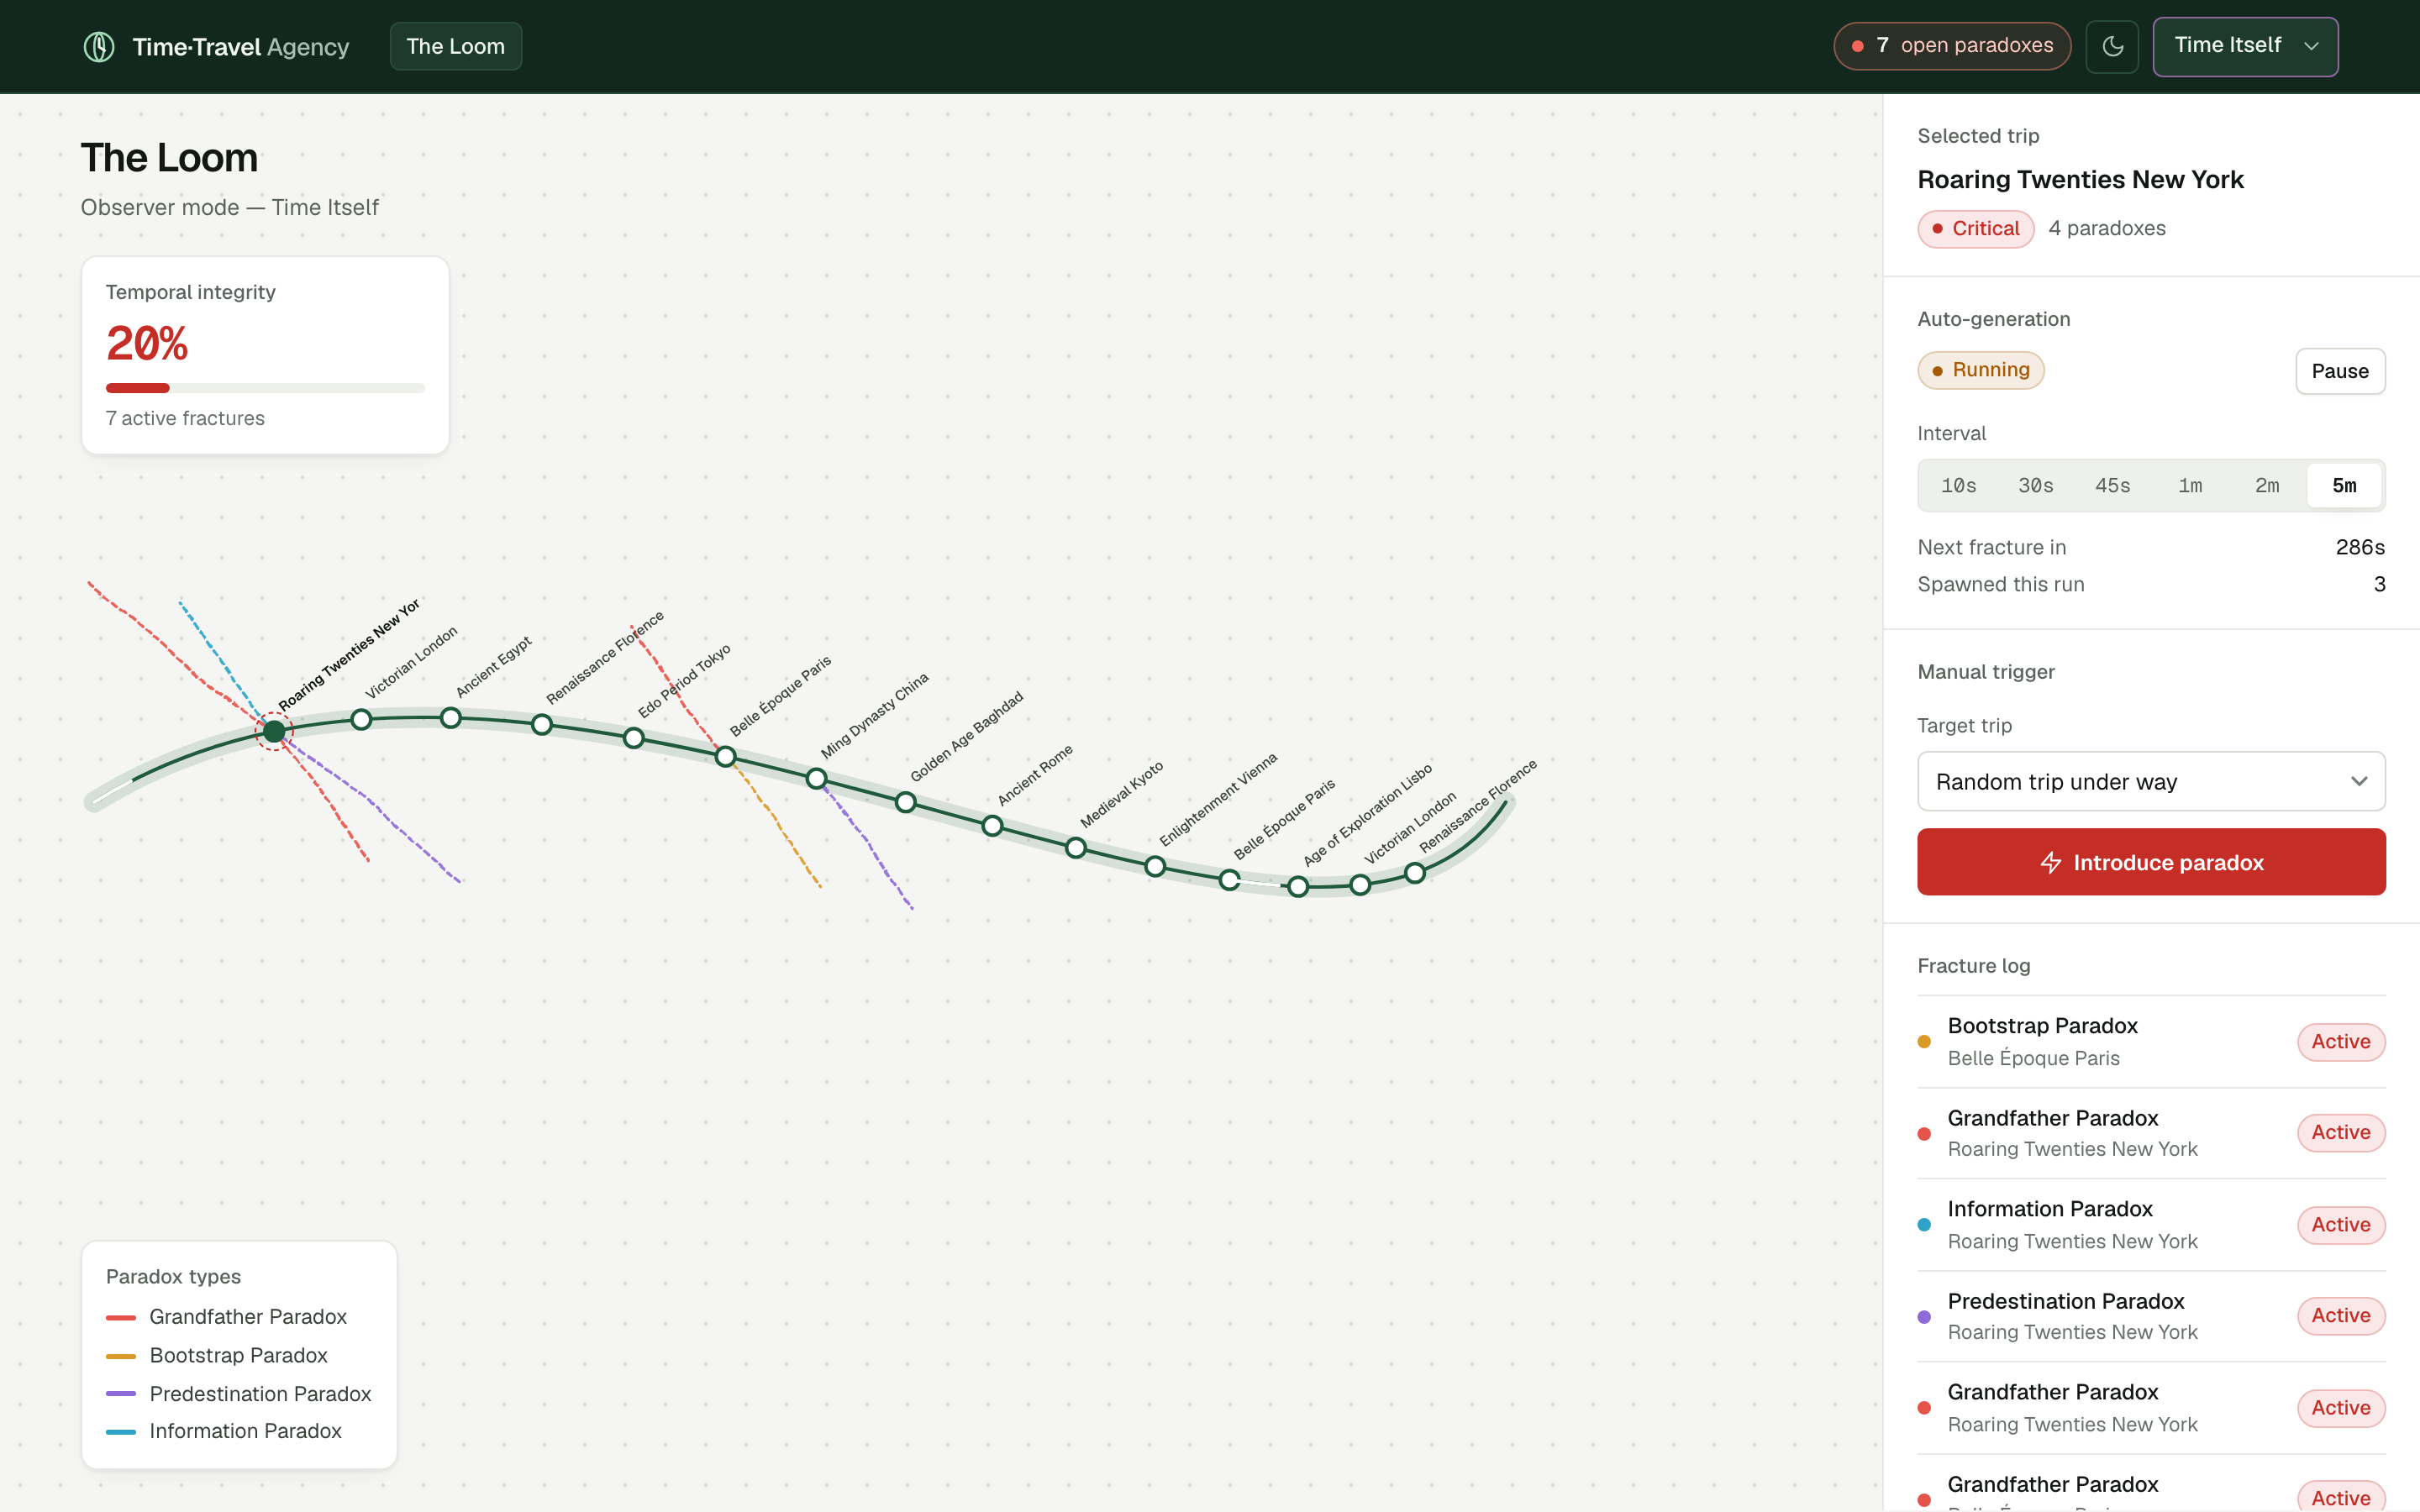 Time·Travel Agency
The Loom
7 open paradoxes
Time Itself
The Loom
Observer mode — Time Itself
Temporal integrity
20%
7 active fractures
Roaring Twenties New Yor
Victorian London
Ancient Egypt
Renaissance Florence
Edo Period Tokyo
Belle Époque Paris
Ming Dynasty China
Golden Age Baghdad
Ancient Rome
Medieval Kyoto
Enlightenment Vienna
Belle Époque Paris
Age of Exploration Lisbo
Victorian London
Renaissance Florence
Paradox types
Grandfather Paradox
Bootstrap Paradox
Predestination Paradox
Information Paradox
Selected trip
Roaring Twenties New York
Critical 4 paradoxes
Auto-generation
Running Pause
Interval
10s 30s 45s 1m 2m 5m
Next fracture in 286s
Spawned this run 3
Manual trigger
Target trip
Random trip under way
Introduce paradox
Fracture log
Bootstrap Paradox
Belle Époque Paris
Active
Grandfather Paradox
Roaring Twenties New York
Active
Information Paradox
Roaring Twenties New York
Active
Predestination Paradox
Roaring Twenties New York
Active
Grandfather Paradox
Roaring Twenties New York
Active
Grandfather Paradox
Active